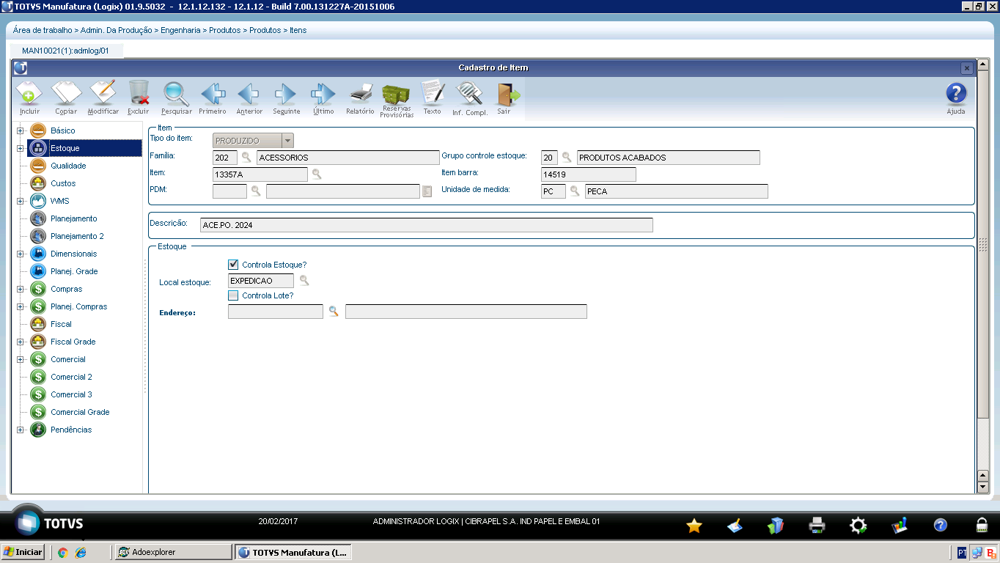 TOTVS Manufatura (Logix) 01.9.5032 - 12.1.12.132 - 12.1.12 - Build 7.00.131227A-20151006
Área de trabalho > Admin. Da Produção > Engenharia > Produtos > Produtos > Itens
MAN10021(1):admlog/01
Cadastro de Item
Incluir Copiar Modificar Excluir Pesquisar Primeiro Anterior Seguinte Último Relatório Reservas Provisórias Texto Inf. Compl. Sair Ajuda
Básico
Estoque
Qualidade
Custos
WMS
Planejamento
Planejamento 2
Dimensionais
Planej. Grade
Compras
Planej. Compras
Fiscal
Fiscal Grade
Comercial
Comercial 2
Comercial 3
Comercial Grade
Pendências
Item
Tipo do item: PRODUZIDO
Família: 202 ACESSORIOS Grupo controle estoque: 20 PRODUTOS ACABADOS
Item: 13357A Item barra: 14519
PDM: Unidade de medida: PC PECA
Descrição: ACE.PO. 2024
Estoque
Controla Estoque?
Local estoque: EXPEDICAO
Controla Lote?
Endereço:
TOTVS 20/02/2017 ADMINISTRADOR LOGIX | CIBRAPEL S.A. IND PAPEL E EMBAL 01
Iniciar Adoexplorer TOTVS Manufatura (L... PT